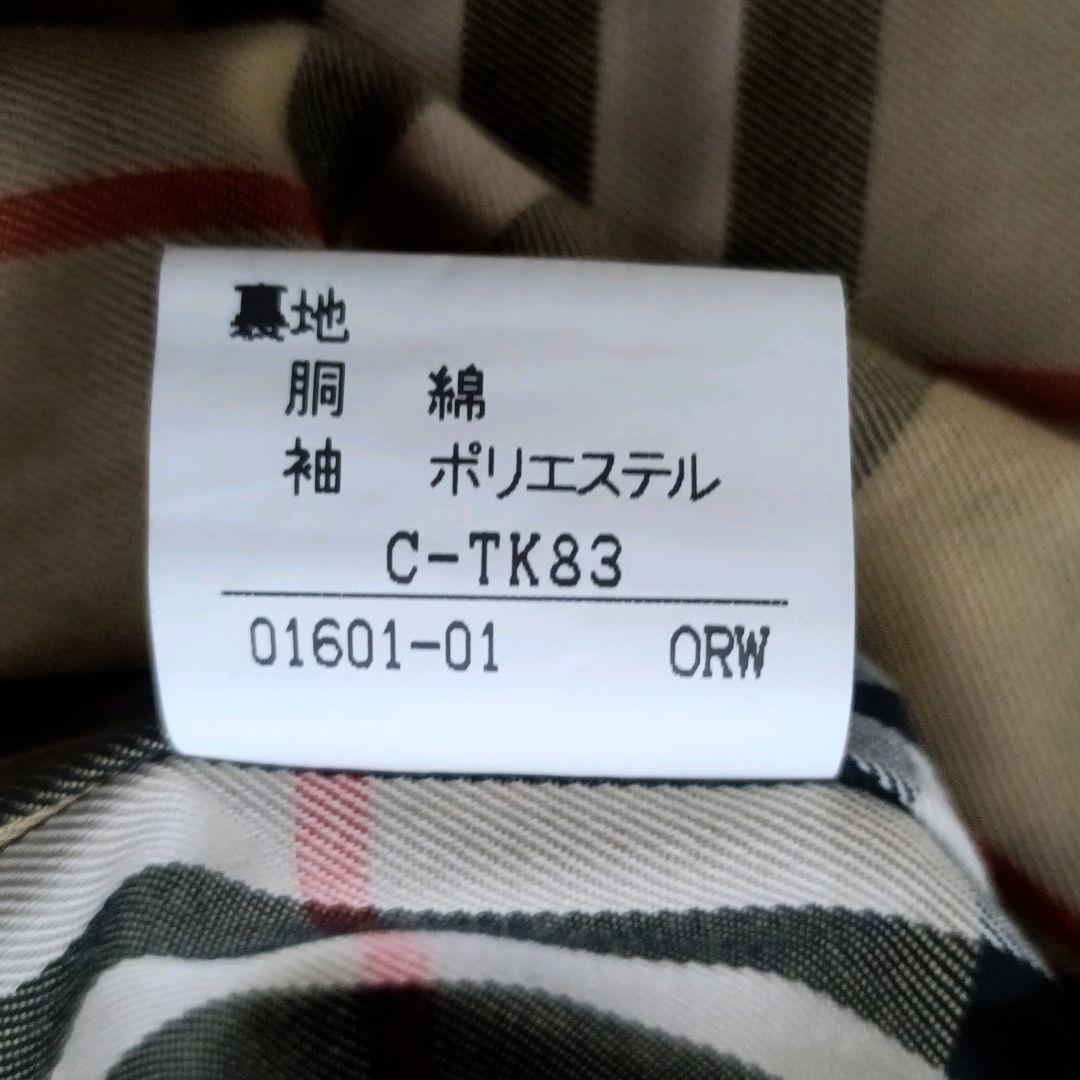 裏地
胴 綿
袖 ポリエステル
C-TK83
01601-01 ORW